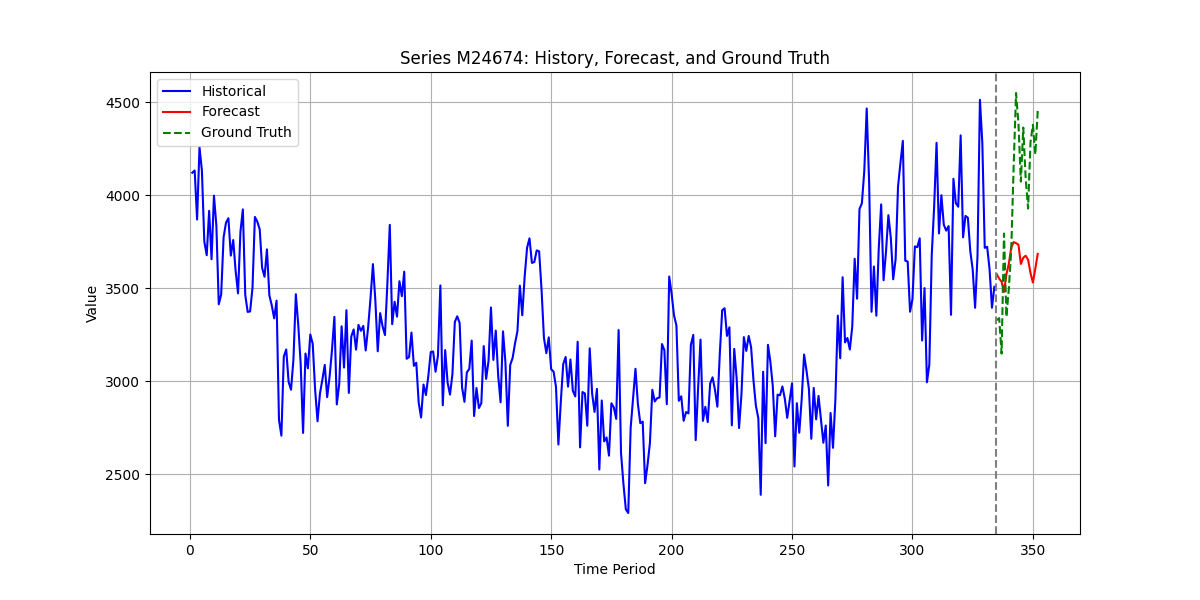 Series M24674: History, Forecast, and Ground Truth
Historical
Forecast
Ground Truth
4500
4000
3500
3000
2500
Value
0 50 100 150 200 250 300 350
Time Period